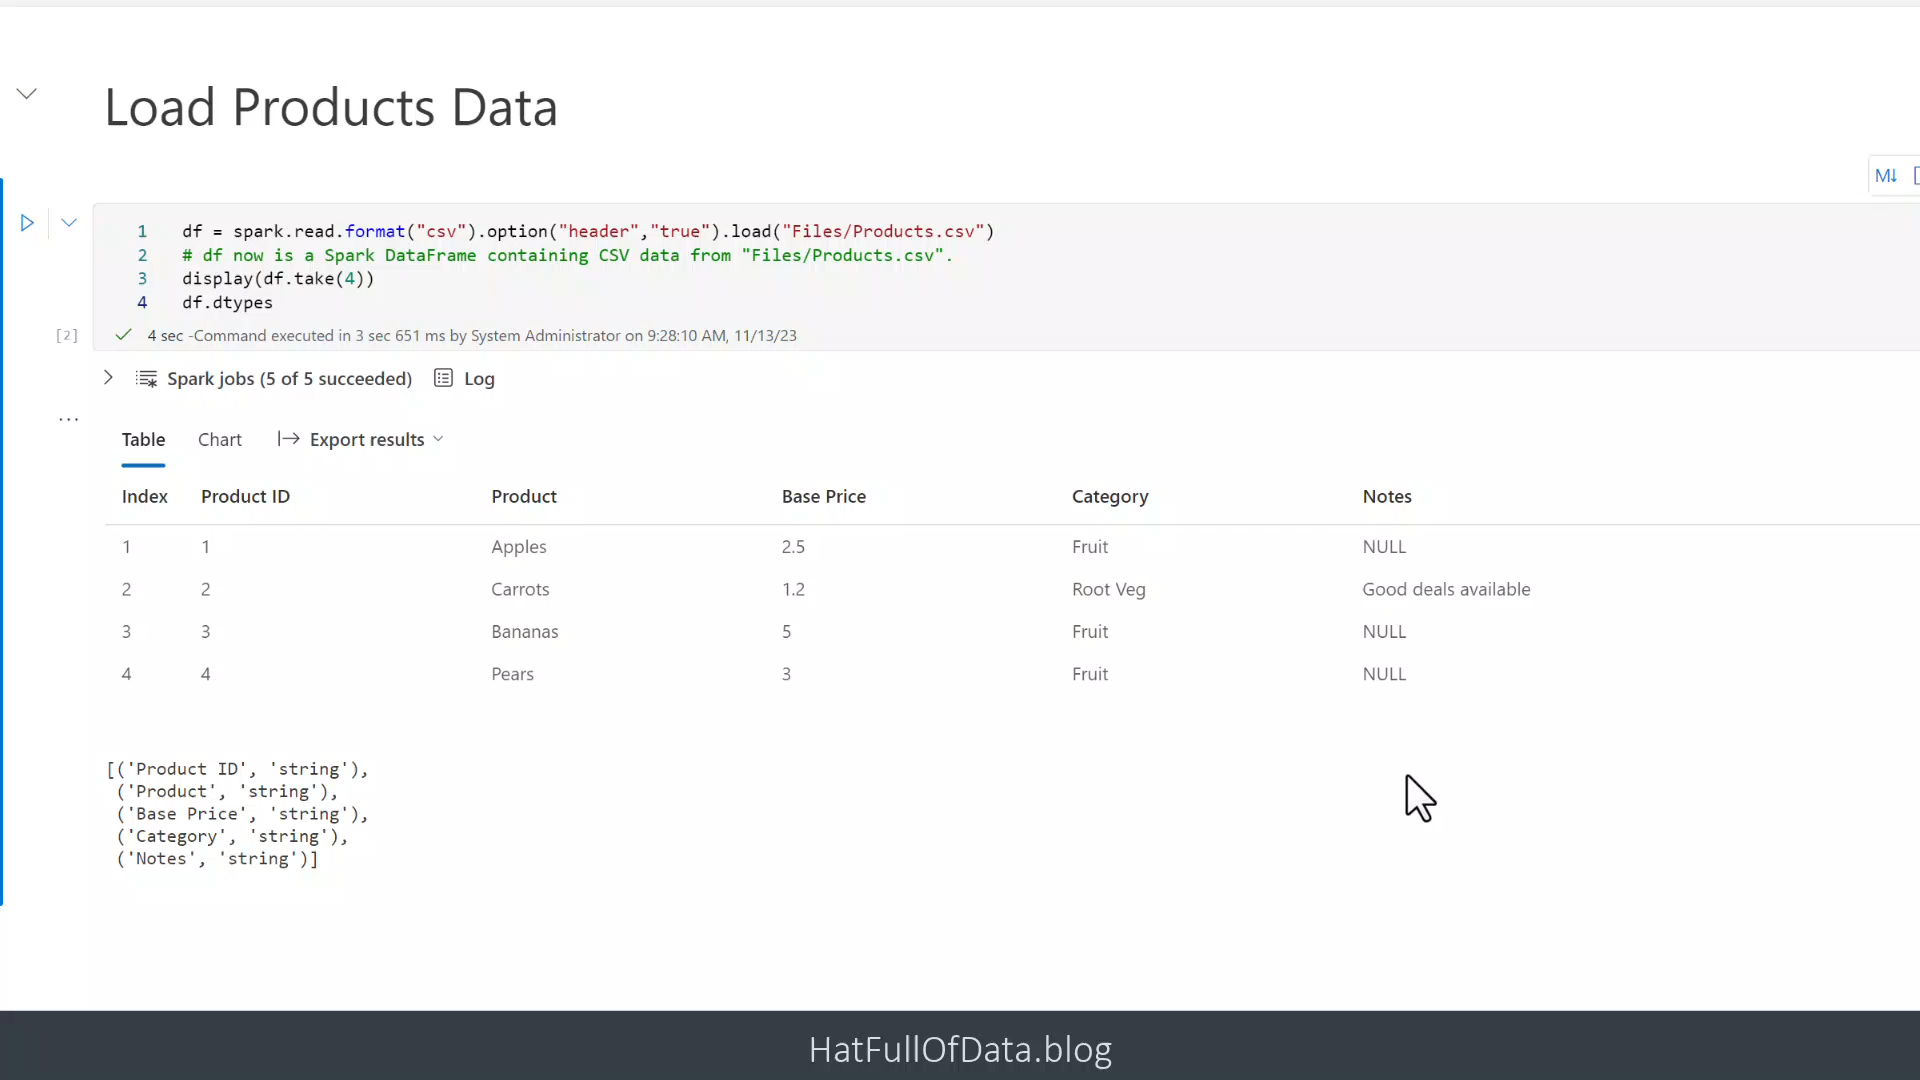 Load Products Data
M↓
1 df = spark.read.format("csv").option("header","true").load("Files/Products.csv")
2 # df now is a Spark DataFrame containing CSV data from "Files/Products.csv".
3 display(df.take(4))
4 df.dtypes
[2] 4 sec -Command executed in 3 sec 651 ms by System Administrator on 9:28:10 AM, 11/13/23
Spark jobs (5 of 5 succeeded) Log
...
Table Chart Export results
Index Product ID Product Base Price Category Notes
1 1 Apples 2.5 Fruit NULL
2 2 Carrots 1.2 Root Veg Good deals available
3 3 Bananas 5 Fruit NULL
4 4 Pears 3 Fruit NULL
[('Product ID', 'string'),
('Product', 'string'),
('Base Price', 'string'),
('Category', 'string'),
('Notes', 'string')]
HatFullOfData.blog